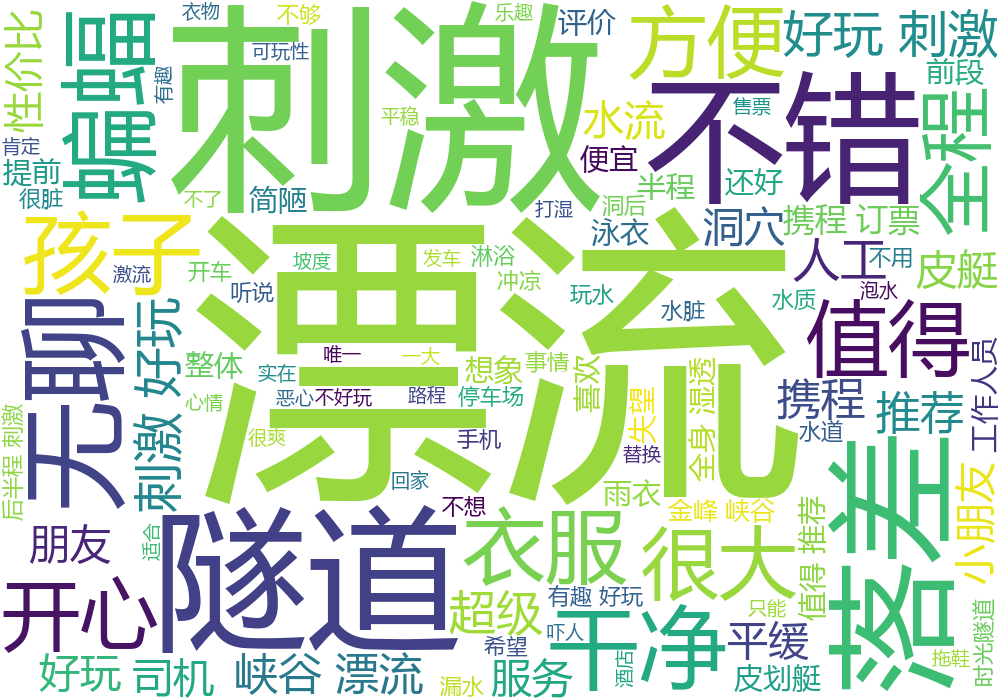 衣物
不够
乐趣
评价
方便
好玩 刺激
性价比
蝙蝠
有趣
刺激
可玩性
平稳
水流
不错
售票
前段
肯定
提前
很脏
不了
简陋
便宜
半程
还好
全程
打湿
洞后
泳衣
洞穴
携程 订票
孩子
激流
漂流
人工
不用
皮艇
开车
坡度
发车
淋浴
冲凉
听说
玩水
水脏
水质
泡水
值得
无聊
刺激 好玩
整体
唯一
一大
想象
事情
喜欢
全身 湿透
工作人员
实在
恶心
不好玩
路程
停车场
失望
携程
推荐
心情
后半程 刺激
很爽
手机
替换
水道
回家
不想
雨衣
金峰 峡谷
值得 推荐
落差
小朋友
朋友
适合
隧道
衣服
很大
开心
超级
有趣 好玩
只能
干净
平缓
时光隧道
好玩
司机
峡谷 漂流
希望
吓人
漏水
服务
酒店
皮划艇
拖鞋